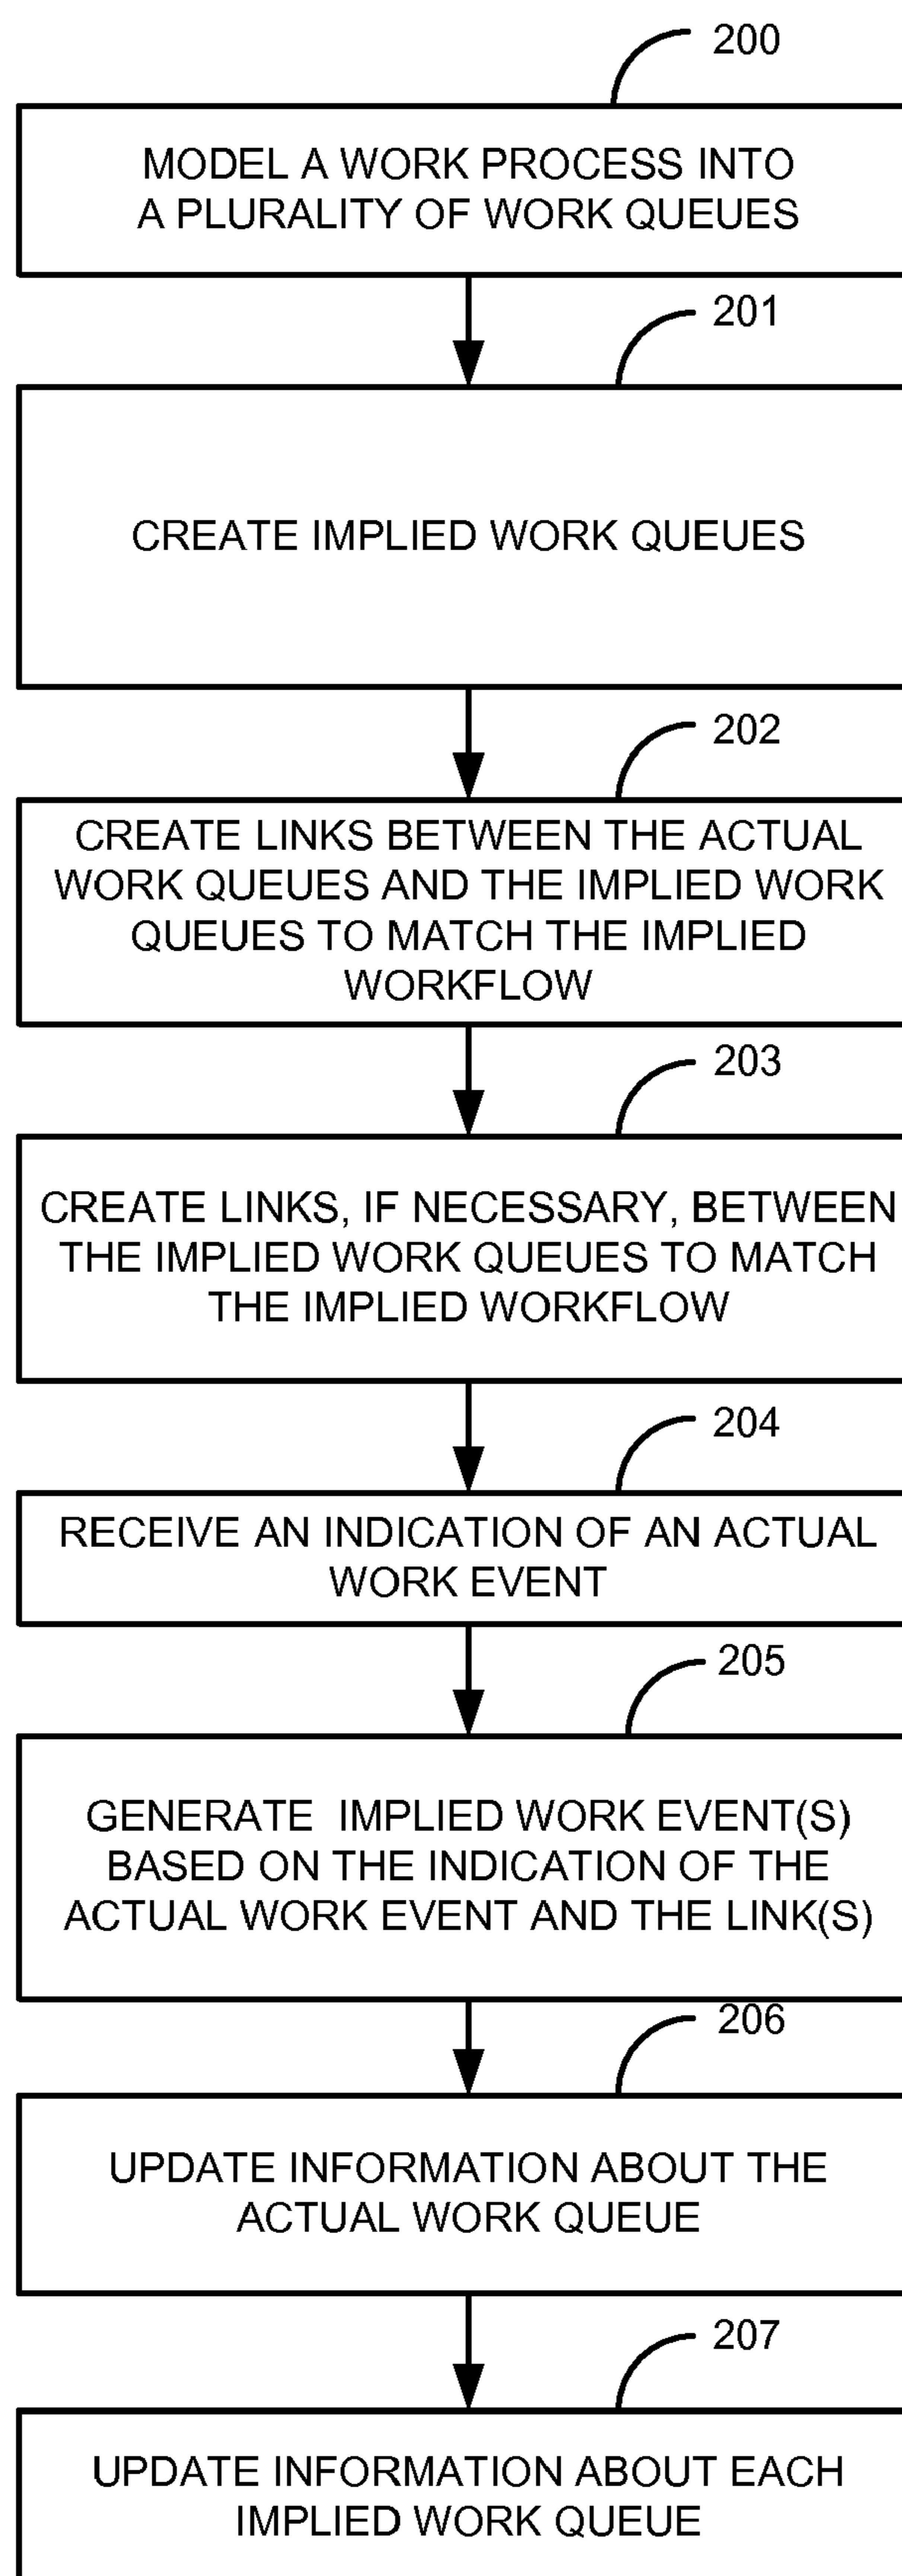 200
MODEL A WORK PROCESS INTO
A PLURALITY OF WORK QUEUES
201
CREATE IMPLIED WORK QUEUES
202
CREATE LINKS BETWEEN THE ACTUAL
WORK QUEUES AND THE IMPLIED WORK
QUEUES TO MATCH THE IMPLIED
WORKFLOW
203
CREATE LINKS, IF NECESSARY, BETWEEN
THE IMPLIED WORK QUEUES TO MATCH
THE IMPLIED WORKFLOW
204
RECEIVE AN INDICATION OF AN ACTUAL
WORK EVENT
205
GENERATE IMPLIED WORK EVENT(S)
BASED ON THE INDICATION OF THE
ACTUAL WORK EVENT AND THE LINK(S)
206
UPDATE INFORMATION ABOUT THE
ACTUAL WORK QUEUE
207
UPDATE INFORMATION ABOUT EACH
IMPLIED WORK QUEUE